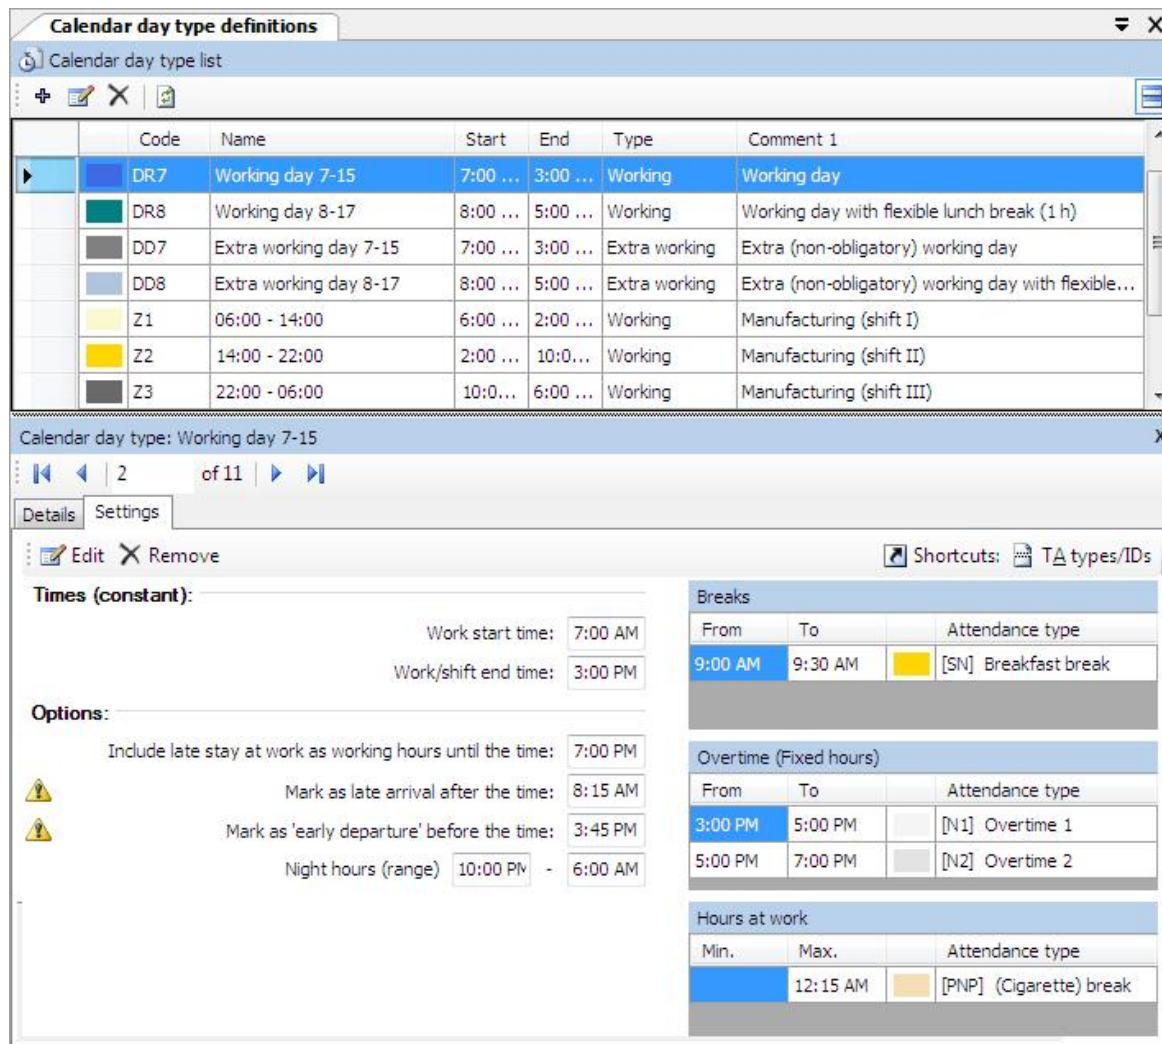 Calendar day type definitions
Calendar day type list
Code Name Start End Type Comment 1
DR7 Working day 7-15 7:00 ... 3:00 ... Working Working day
DR8 Working day 8-17 8:00 ... 5:00 ... Working Working day with flexible lunch break (1 h)
DD7 Extra working day 7-15 7:00 ... 3:00 ... Extra working Extra (non-obligatory) working day
DD8 Extra working day 8-17 8:00 ... 5:00 ... Extra working Extra (non-obligatory) working day with flexible...
Z1 06:00 - 14:00 6:00 ... 2:00 ... Working Manufacturing (shift I)
Z2 14:00 - 22:00 2:00 ... 10:0... Working Manufacturing (shift II)
Z3 22:00 - 06:00 10:0... 6:00 ... Working Manufacturing (shift III)
Calendar day type: Working day 7-15
2 of 11
Details Settings
Edit Remove Shortcuts: TA types/IDs
Times (constant):
Work start time: 7:00 AM
Work/shift end time: 3:00 PM
Options:
Include late stay at work as working hours until the time: 7:00 PM
Mark as late arrival after the time: 8:15 AM
Mark as 'early departure' before the time: 3:45 PM
Night hours (range) 10:00 PM - 6:00 AM
Breaks
From To Attendance type
9:00 AM 9:30 AM [SN] Breakfast break
Overtime (Fixed hours)
From To Attendance type
3:00 PM 5:00 PM [N1] Overtime 1
5:00 PM 7:00 PM [N2] Overtime 2
Hours at work
Min. Max. Attendance type
12:15 AM [PNP] (Cigarette) break